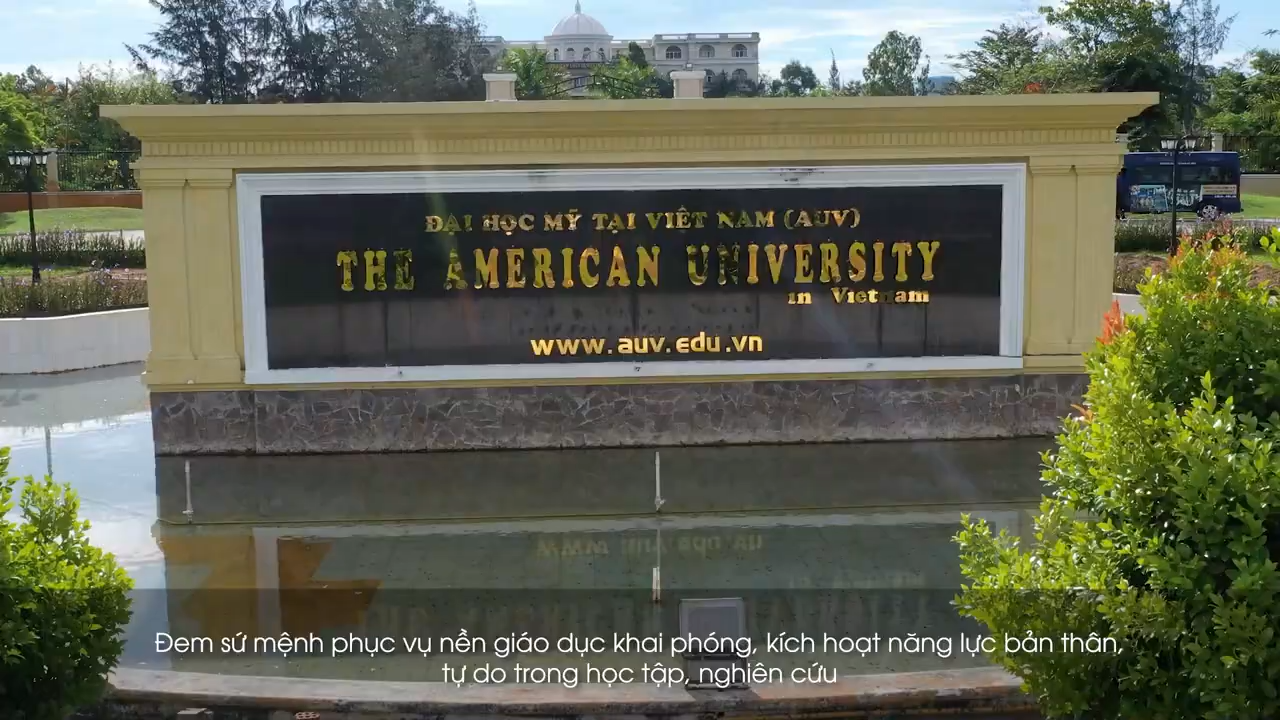 ĐẠI HỌC MỸ TẠI VIỆT NAM (AUV)
THE AMERICAN UNIVERSITY
in Vietnam
www.auv.edu.vn
Đem sứ mệnh phục vụ nền giáo dục khai phóng, kích hoạt năng lực bản thân,
tự do trong học tập, nghiên cứu